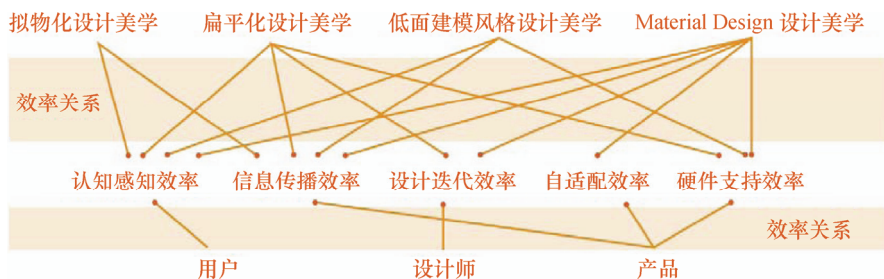 拟物化设计美学 扁平化设计美学 低面建模风格设计美学 Material Design 设计美学
效率关系
认知感知效率 信息传播效率 设计迭代效率 自适配效率 硬件支持效率
效率关系
用户 设计师 产品